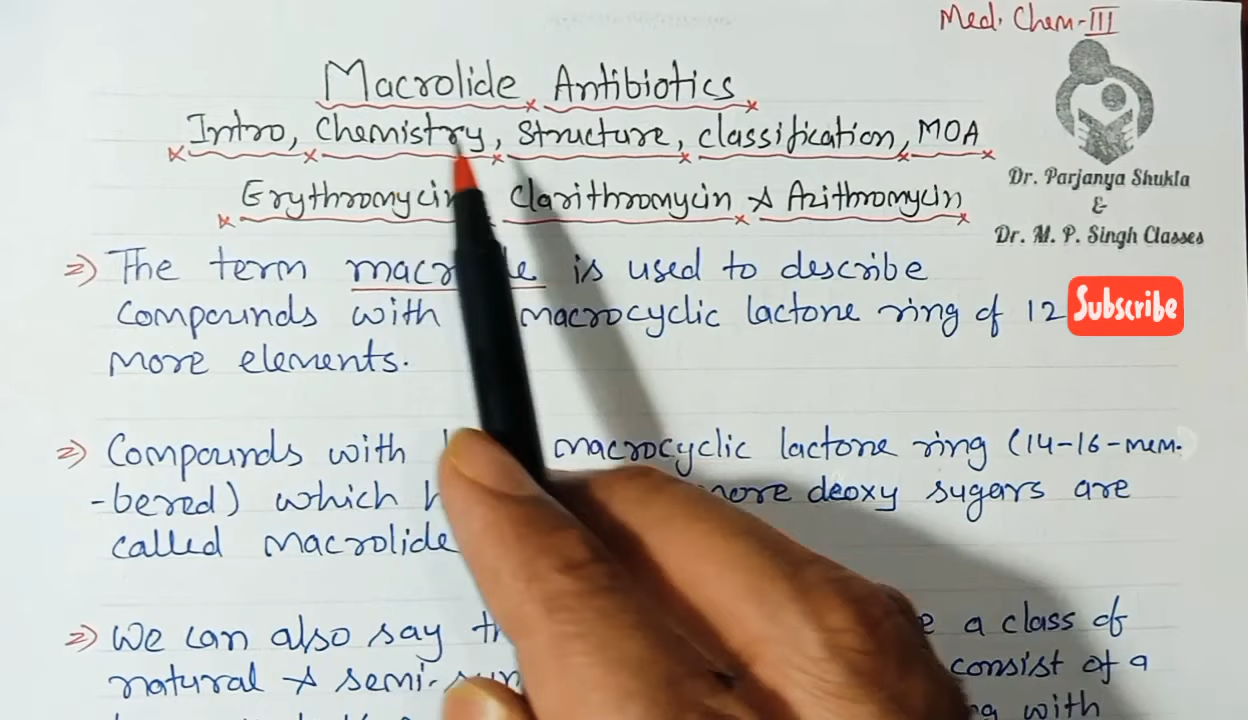 Med. Chem-III
Macrolide Antibiotics
Intro, Chemistry, Structure, classification, MOA
Erythromycin Clarithromycin & Azithromycin
Dr. Parjanya Shukla
&
Dr. M. P. Singh Classes
=) The term is used to describe
compounds with macrocyclic lactone ring of 12
Subscribe
more elements.
=) Compounds with macrocyclic lactone ring (14-16-mem-
-bered) which more deoxy sugars are
called macrolide
=) We can also say a class of
natural & semi- consist of a
with